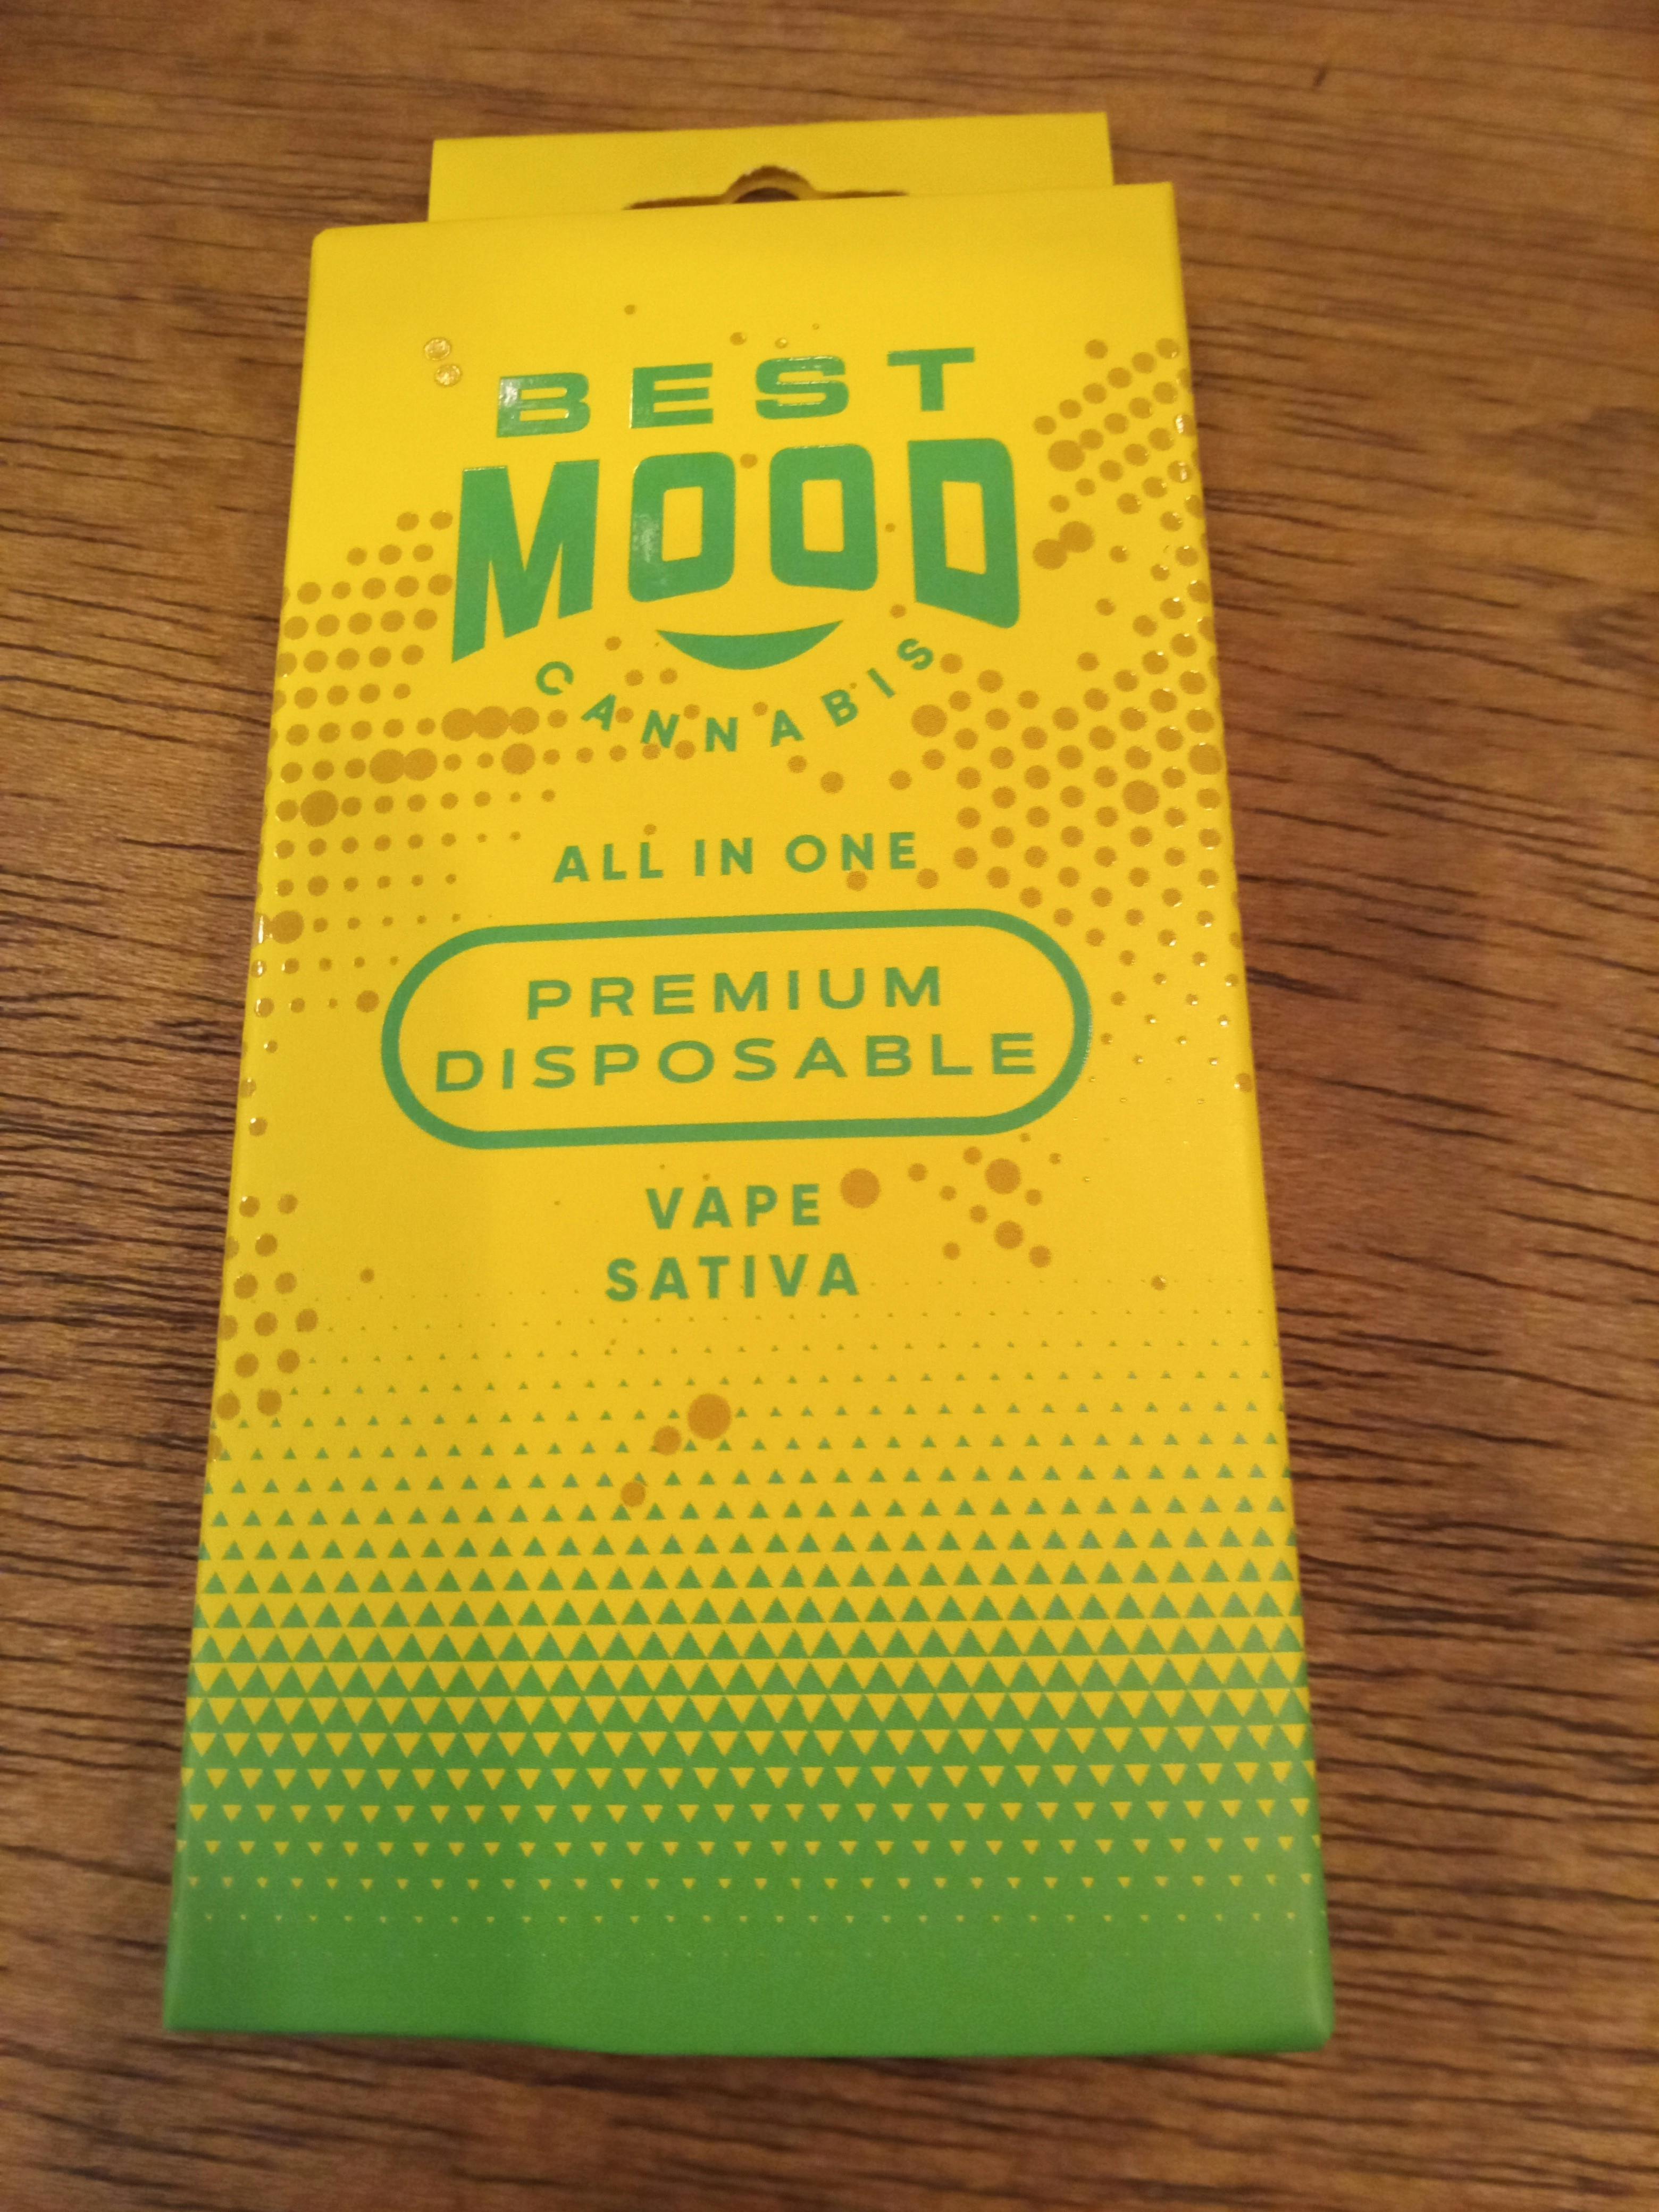 BEST
MOOD
CANNABIS
ALL IN ONE
PREMIUM
DISPOSABLE
VAPE
SATIVA